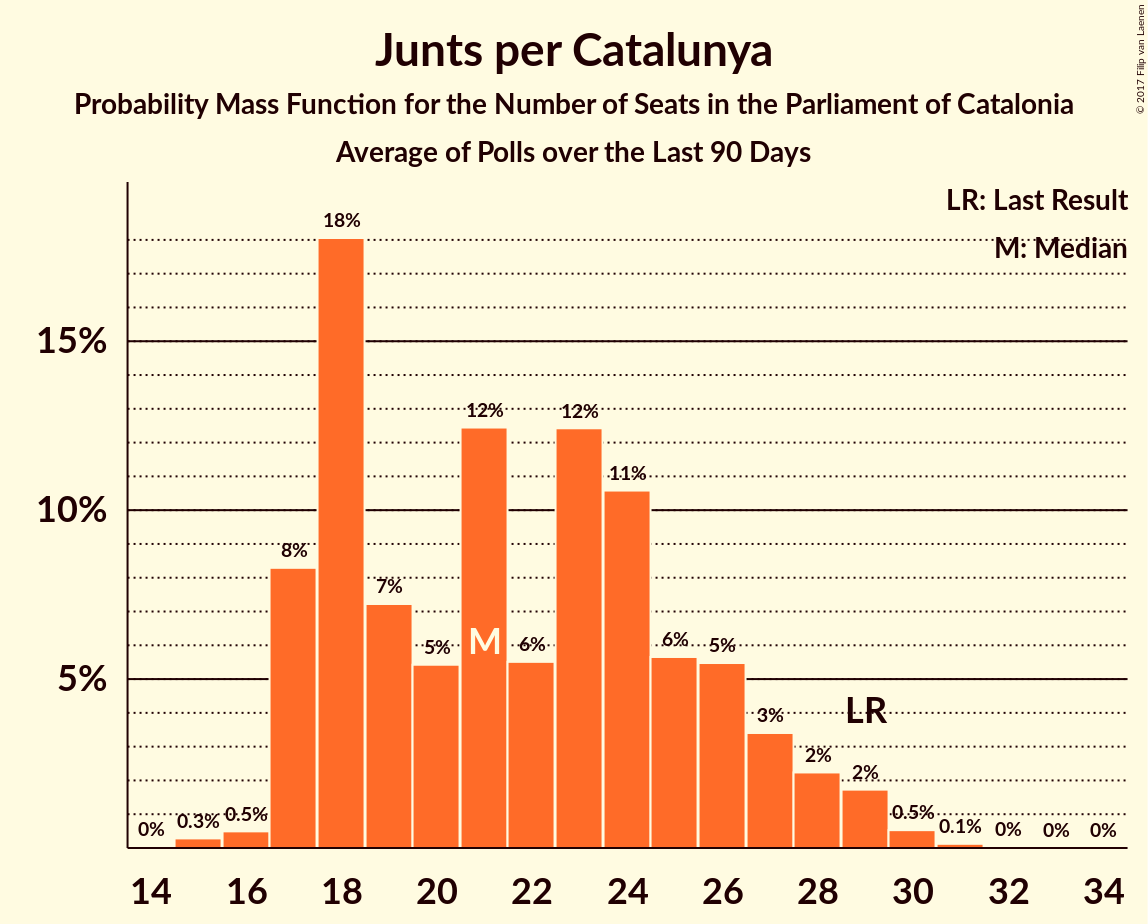 Junts per Catalunya
Probability Mass Function for the Number of Seats in the Parliament of Catalonia
Average of Polls over the Last 90 Days
© 2017 Filip van Laenen
LR: Last Result
M: Median
15%
10%
5%
0%
0.3%
0.5%
8%
18%
7%
5%
12%
M
6%
12%
11%
6%
5%
3%
2%
LR
2%
0.5%
0.1%
0%
0%
0%
14 16 18 20 22 24 26 28 30 32 34